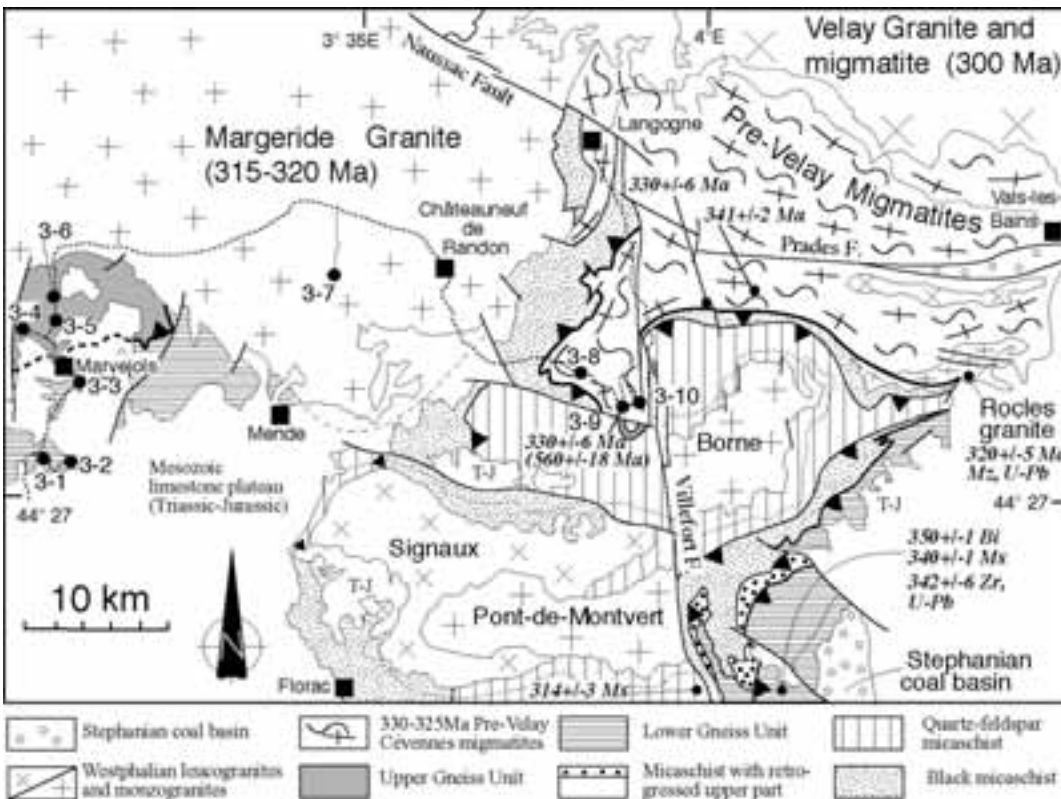 3° 35E
4° E
Velay Granite and
migmatite (300 Ma)
Naussac Fault
Margeride Granite
(315-320 Ma)
Langogne
Pre-Velay Migmatites
330+/-6 Ma
341+/-2 Ma
Vals-les-
Bains
Prades F.
Châteauneuf
de
Randon
3-6
3-7
3-4
3-5
Marvejols
3-3
3-8
3-10
3-9
Mende
3-2
3-1
330+/-6 Ma
(560+/-18 Ma)
Borne
Rocles
granite
320+/-5 Ma
Mz, U-Pb
Mesozoic
limestone plateau
(Triassic-Jurassic)
T-J
T-J
44° 27
44° 27
Villefort F.
Signaux
350+/-1 Bi
340+/-1 Ms
342+/-6 Zr,
U-Pb
T-J
10 km
N
Pont-de-Montvert
Florac
314+/-3 Ms
Stephanian
coal basin
Stephanian coal basin
330-325Ma Pre-Velay
Cévennes migmatites
Lower Gneiss Unit
Quartz-feldspar
micaschist
Westphalian leucogranites
and monzogranites
Upper Gneiss Unit
Micaschist with retro-
gressed upper part
Black micaschist